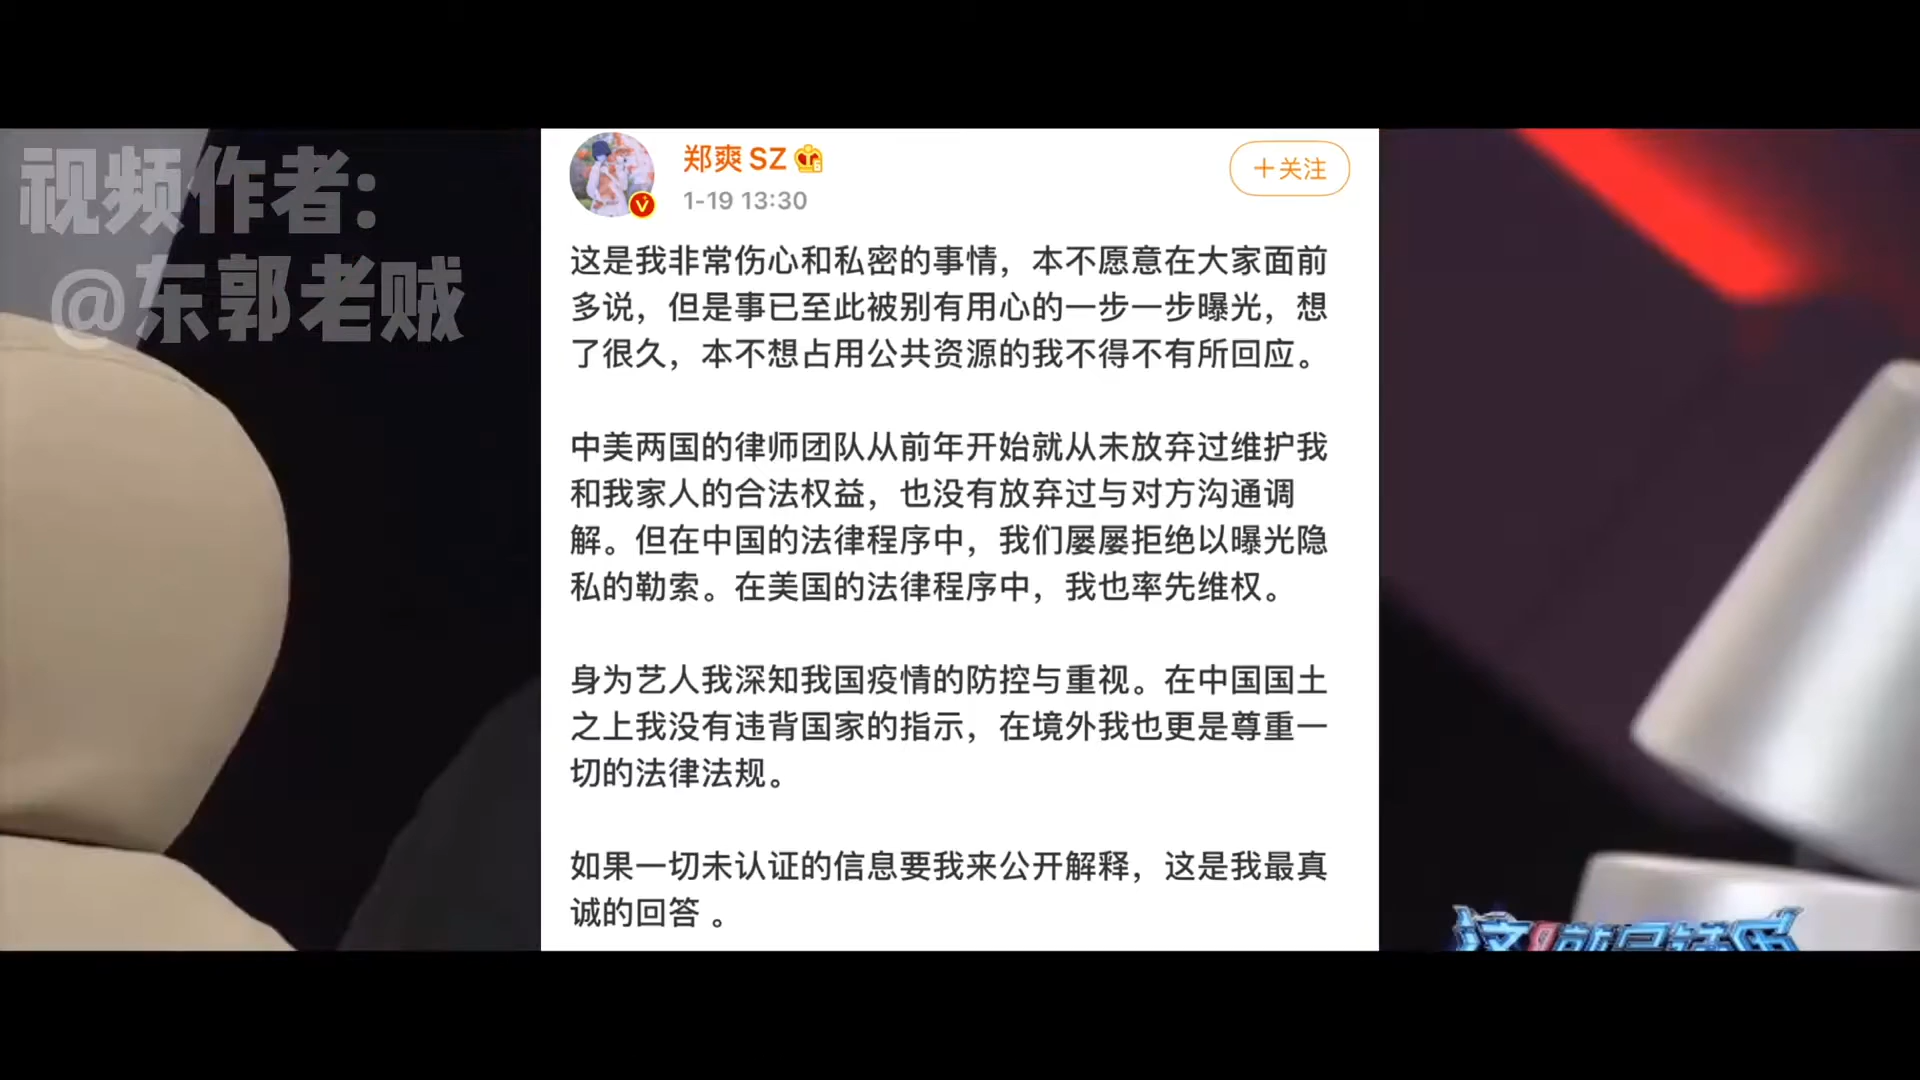 视频作者:
@东郭老贼
郑爽SZ
1-19 13:30
＋关注
这是我非常伤心和私密的事情，本不愿意在大家面前
多说，但是事已至此被别有用心的一步一步曝光，想
了很久，本不想占用公共资源的我不得不有所回应。
中美两国的律师团队从前年开始就从未放弃过维护我
和我家人的合法权益，也没有放弃过与对方沟通调
解。但在中国的法律程序中，我们屡屡拒绝以曝光隐
私的勒索。在美国的法律程序中，我也率先维权。
身为艺人我深知我国疫情的防控与重视。在中国国土
之上我没有违背国家的指示，在境外我也更是尊重一
切的法律法规。
如果一切未认证的信息要我来公开解释，这是我最真
诚的回答 。